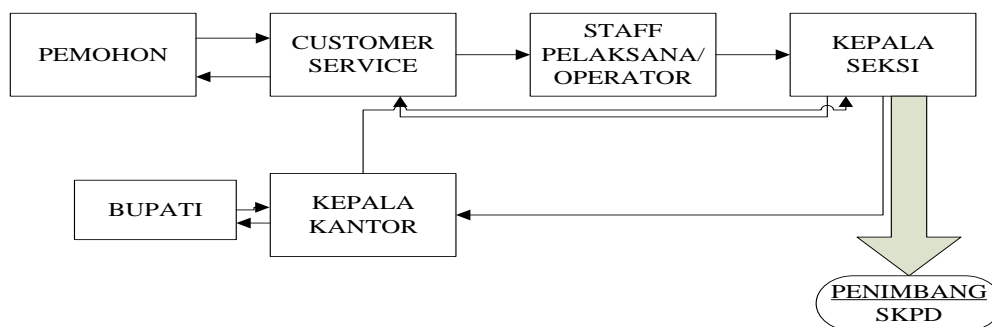 PEMOHON
CUSTOMER
SERVICE
STAFF
PELAKSANA/
OPERATOR
KEPALA
SEKSI
BUPATI
KEPALA
KANTOR
PENIMBANG
SKPD